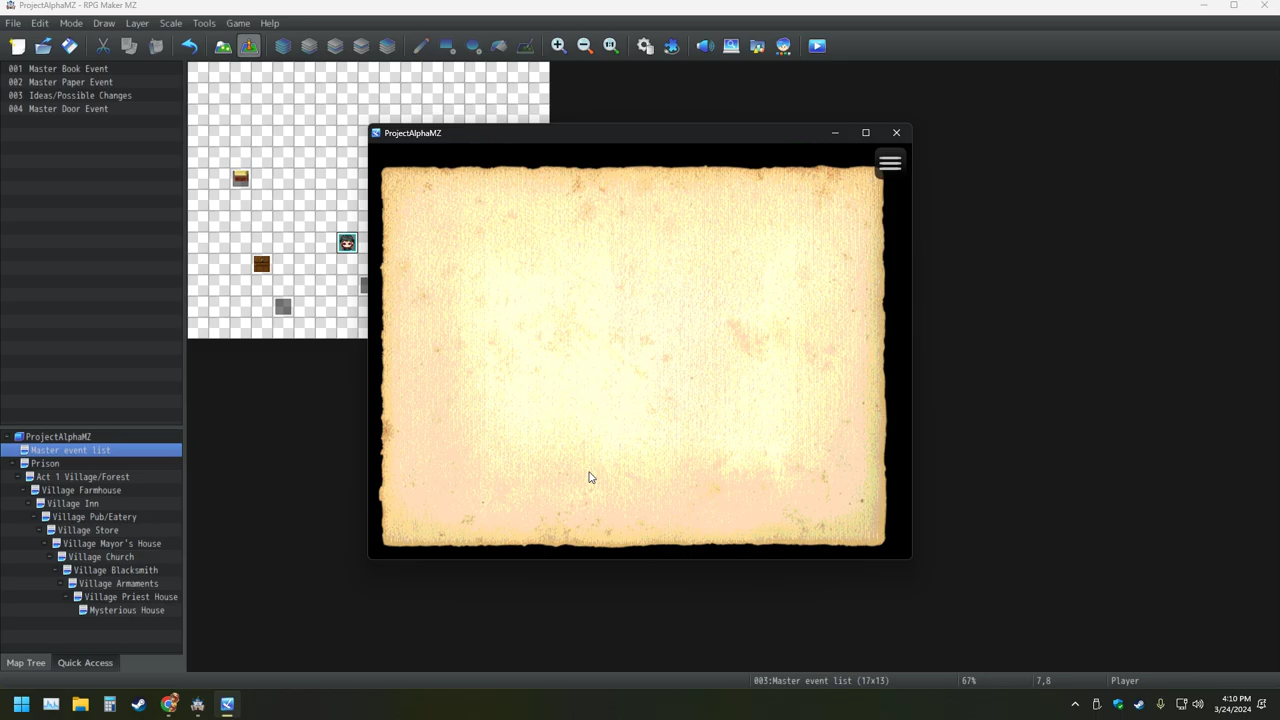 ProjectAlphaMZ - RPG Maker MZ
File Edit Mode Draw Layer Scale Tools Game Help
001 Master Book Event
002 Master Paper Event
003 Ideas/Possible Changes
004 Master Door Event
ProjectAlphaMZ
ProjectAlphaMZ
Master event list
Prison
Act 1 Village/Forest
Village Farmhouse
Village Inn
Village Pub/Eatery
Village Store
Village Mayor's House
Village Church
Village Blacksmith
Village Armaments
Village Priest House
Mysterious House
Map Tree Quick Access
003:Master event list (17x13) 67% 7,8 Player
4:10 PM
3/24/2024